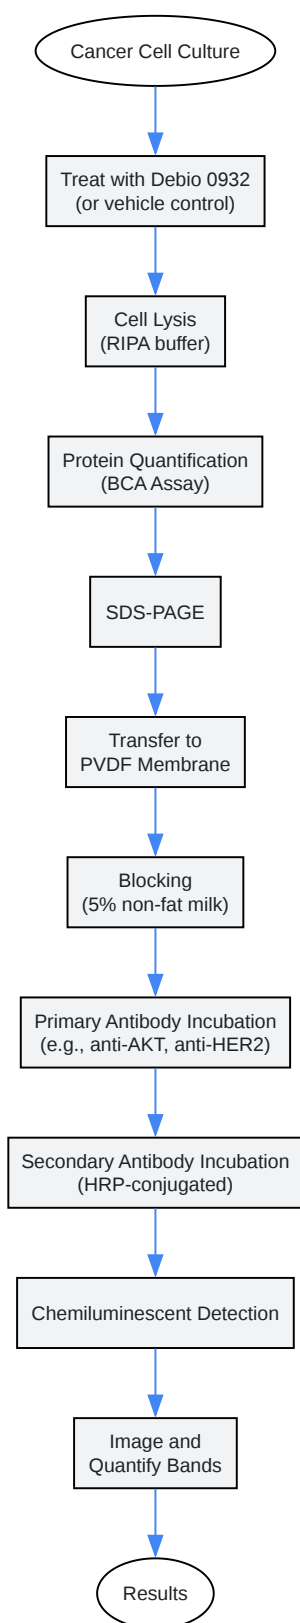 Cancer Cell Culture
Treat with Debio 0932
(or vehicle control)
Cell Lysis
(RIPA buffer)
Protein Quantification
(BCA Assay)
SDS-PAGE
Transfer to
PVDF Membrane
Blocking
(5% non-fat milk)
Primary Antibody Incubation
(e.g., anti-AKT, anti-HER2)
Secondary Antibody Incubation
(HRP-conjugated)
Chemiluminescent Detection
Image and
Quantify Bands
Results